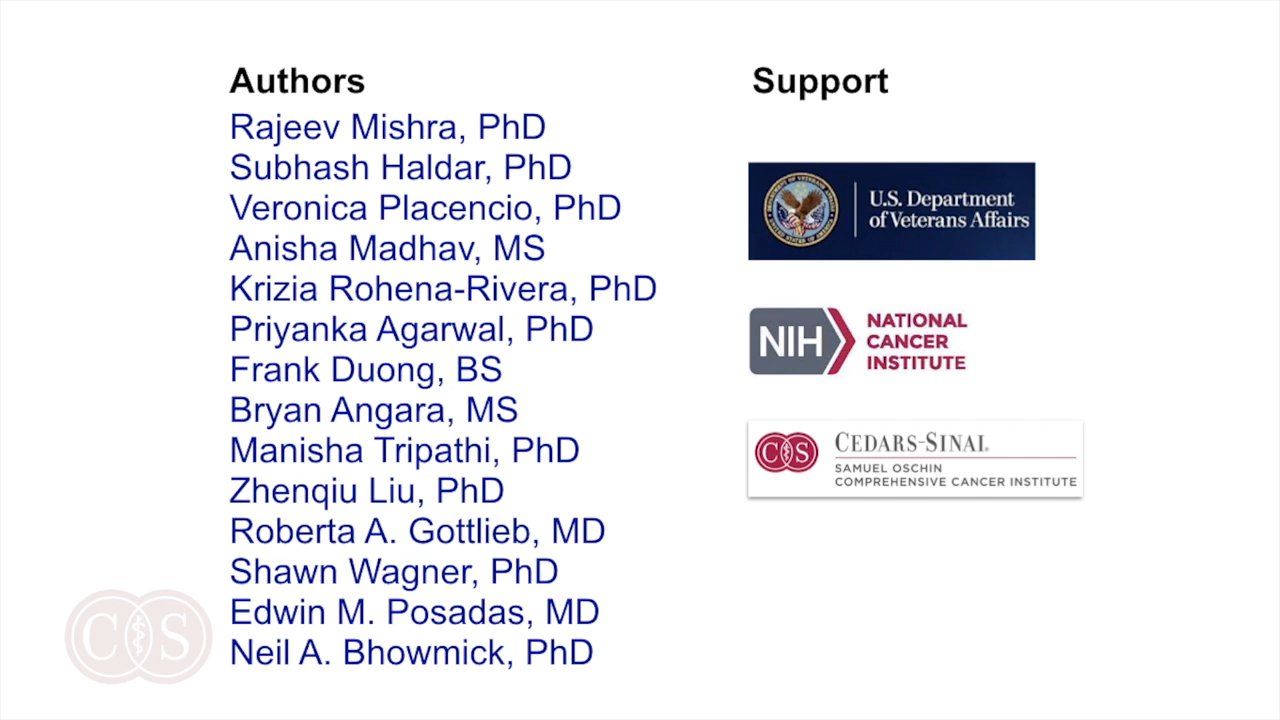 Authors
Rajeev Mishra, PhD
Subhash Haldar, PhD
Veronica Placencio, PhD
Anisha Madhav, MS
Krizia Rohena-Rivera, PhD
Priyanka Agarwal, PhD
Frank Duong, BS
Bryan Angara, MS
Manisha Tripathi, PhD
Zhenqiu Liu, PhD
Roberta A. Gottlieb, MD
Shawn Wagner, PhD
Edwin M. Posadas, MD
Neil A. Bhowmick, PhD
Support
U.S. Department
of Veterans Affairs
NIH
NATIONAL
CANCER
INSTITUTE
CS
CEDARS-SINAI®
SAMUEL OSCHIN
COMPREHENSIVE CANCER INSTITUTE
CS